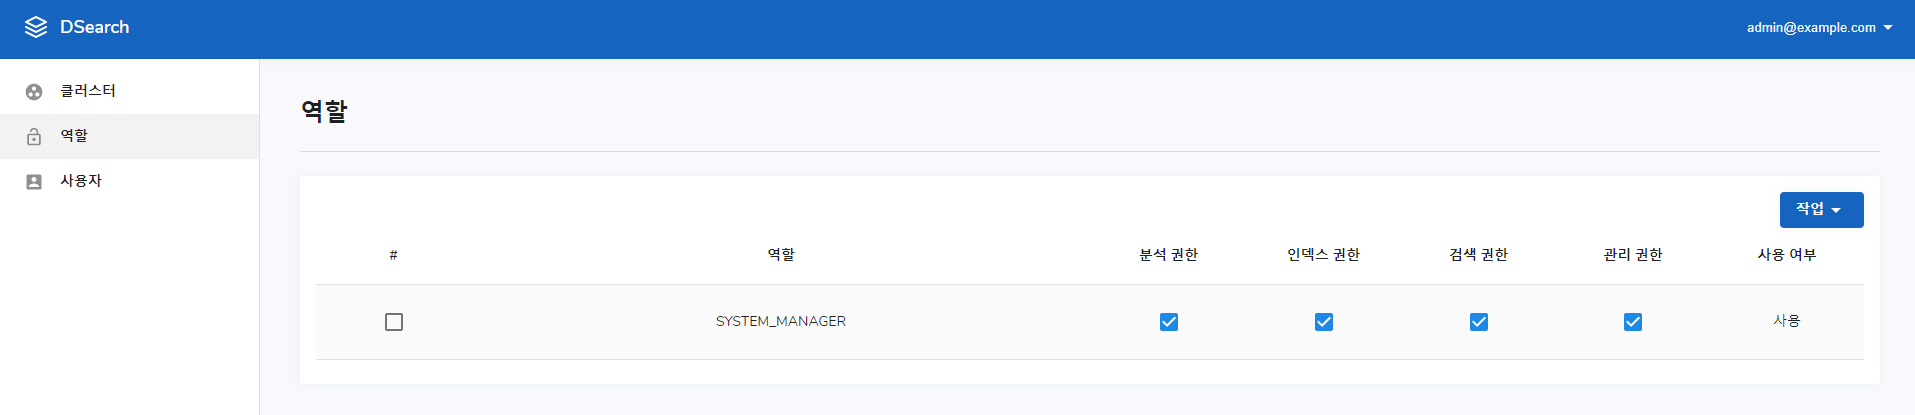 DSearch
admin@example.com
클러스터
역할
사용자
역할
작업
# 역할 분석 권한 인덱스 권한 검색 권한 관리 권한 사용 여부
SYSTEM_MANAGER 사용